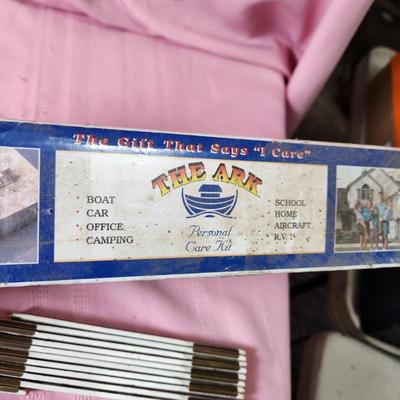 The Gift That Says "I Care"
THE ARK
BOAT
CAR
OFFICE
CAMPING
Personal
Care Kit
SCHOOL
HOME
AIRCRAFT